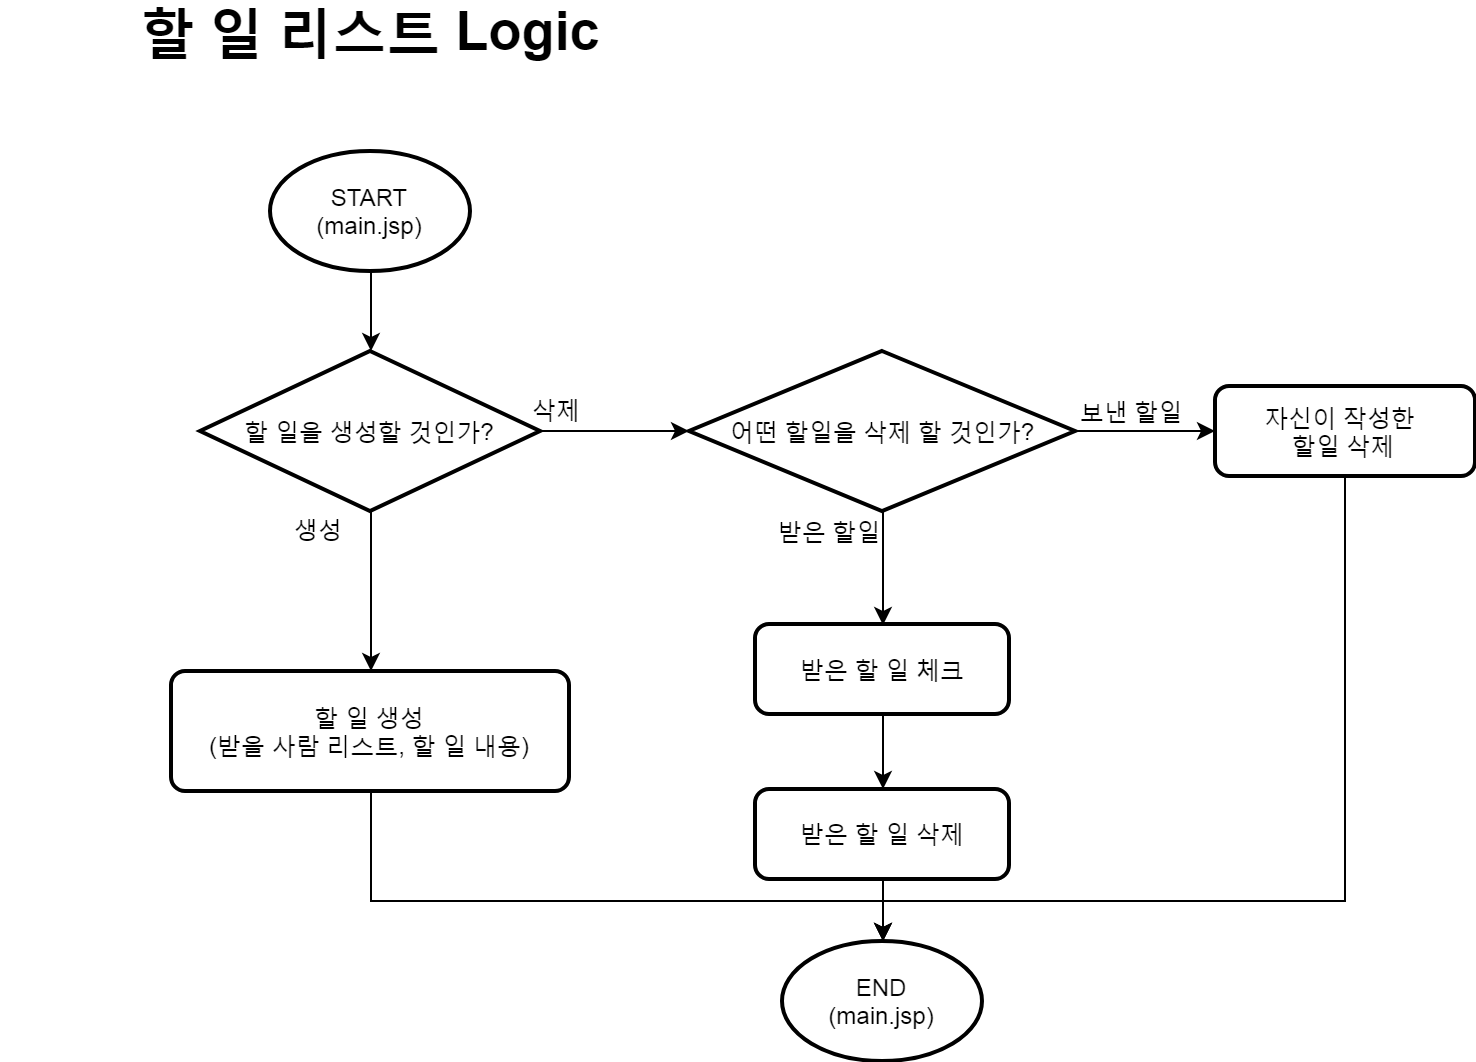 할 일 리스트 Logic
START
(main.jsp)
할 일을 생성할 것인가?
삭제
어떤 할일을 삭제 할 것인가?
보낸 할일
자신이 작성한
할일 삭제
생성
받은 할일
받은 할 일 체크
할 일 생성
(받을 사람 리스트, 할 일 내용)
받은 할 일 삭제
END
(main.jsp)